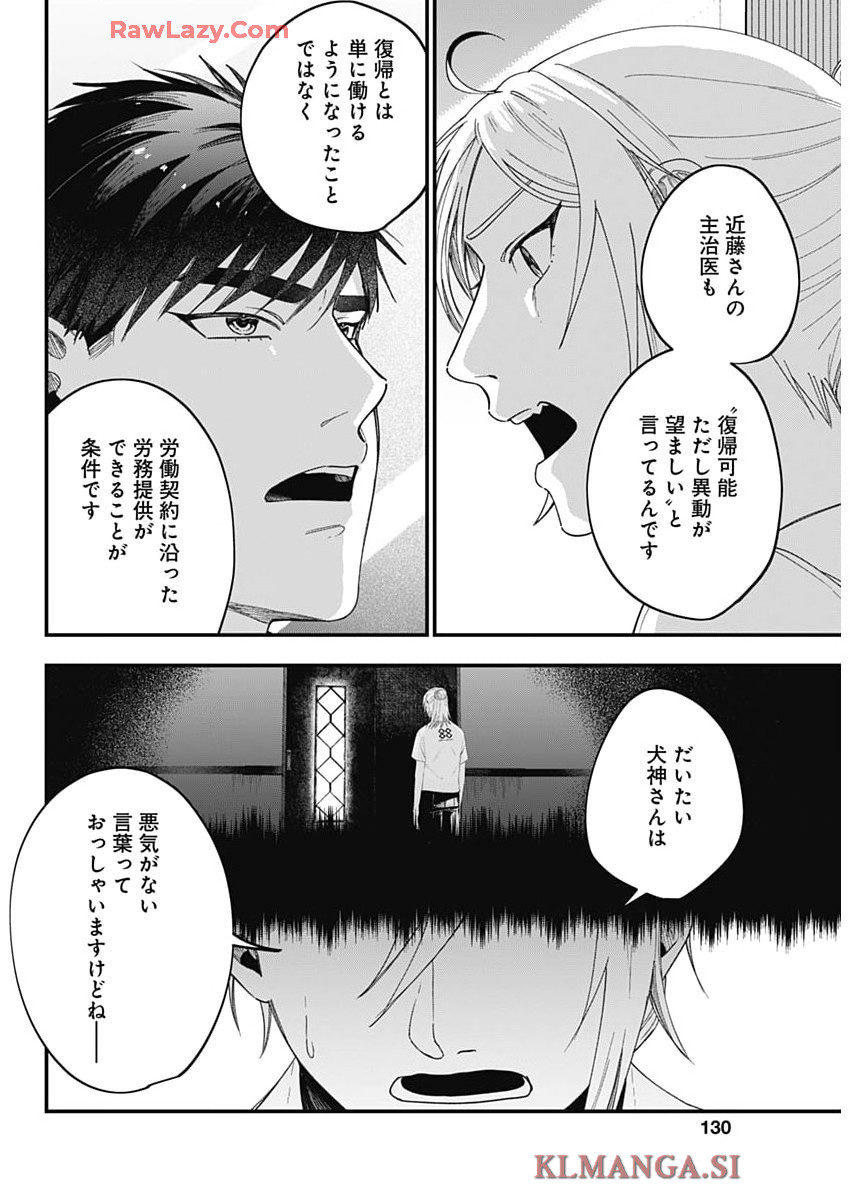 RawLazy.com
近藤さんの
主治医も
〝復帰可能
ただし異動が
望ましい〟と
言ってるんです
復帰とは
単に働ける
ようになったこと
ではなく
労働契約に沿った
労務提供が
できることが
条件です
だいたい
犬神さんは
悪気がない
言葉って
おっしゃいますけどね――
130
KLMANGA.SI